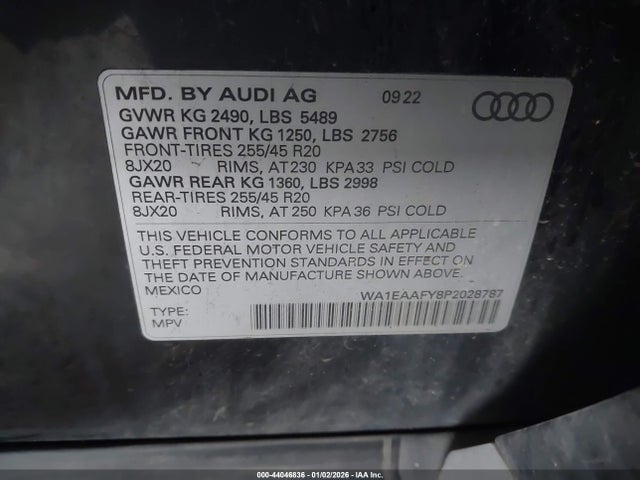 MFD. BY AUDI AG 09 22
GVWR KG 2490, LBS 5489
GAWR FRONT KG 1250, LBS 2756
FRONT-TIRES 255/45 R20
8JX20 RIMS, AT 230 KPA 33 PSI COLD
GAWR REAR KG 1360, LBS 2998
REAR-TIRES 255/45 R20
8JX20 RIMS, AT 250 KPA 36 PSI COLD
THIS VEHICLE CONFORMS TO ALL APPLICABLE
U.S. FEDERAL MOTOR VEHICLE SAFETY AND
THEFT PREVENTION STANDARDS IN EFFECT ON
THE DATE OF MANUFACTURE SHOWN ABOVE.
MEXICO
WA1EAAFY8P2028787
TYPE:
MPV
000-44046836 - 01/02/2026 - IAA Inc.